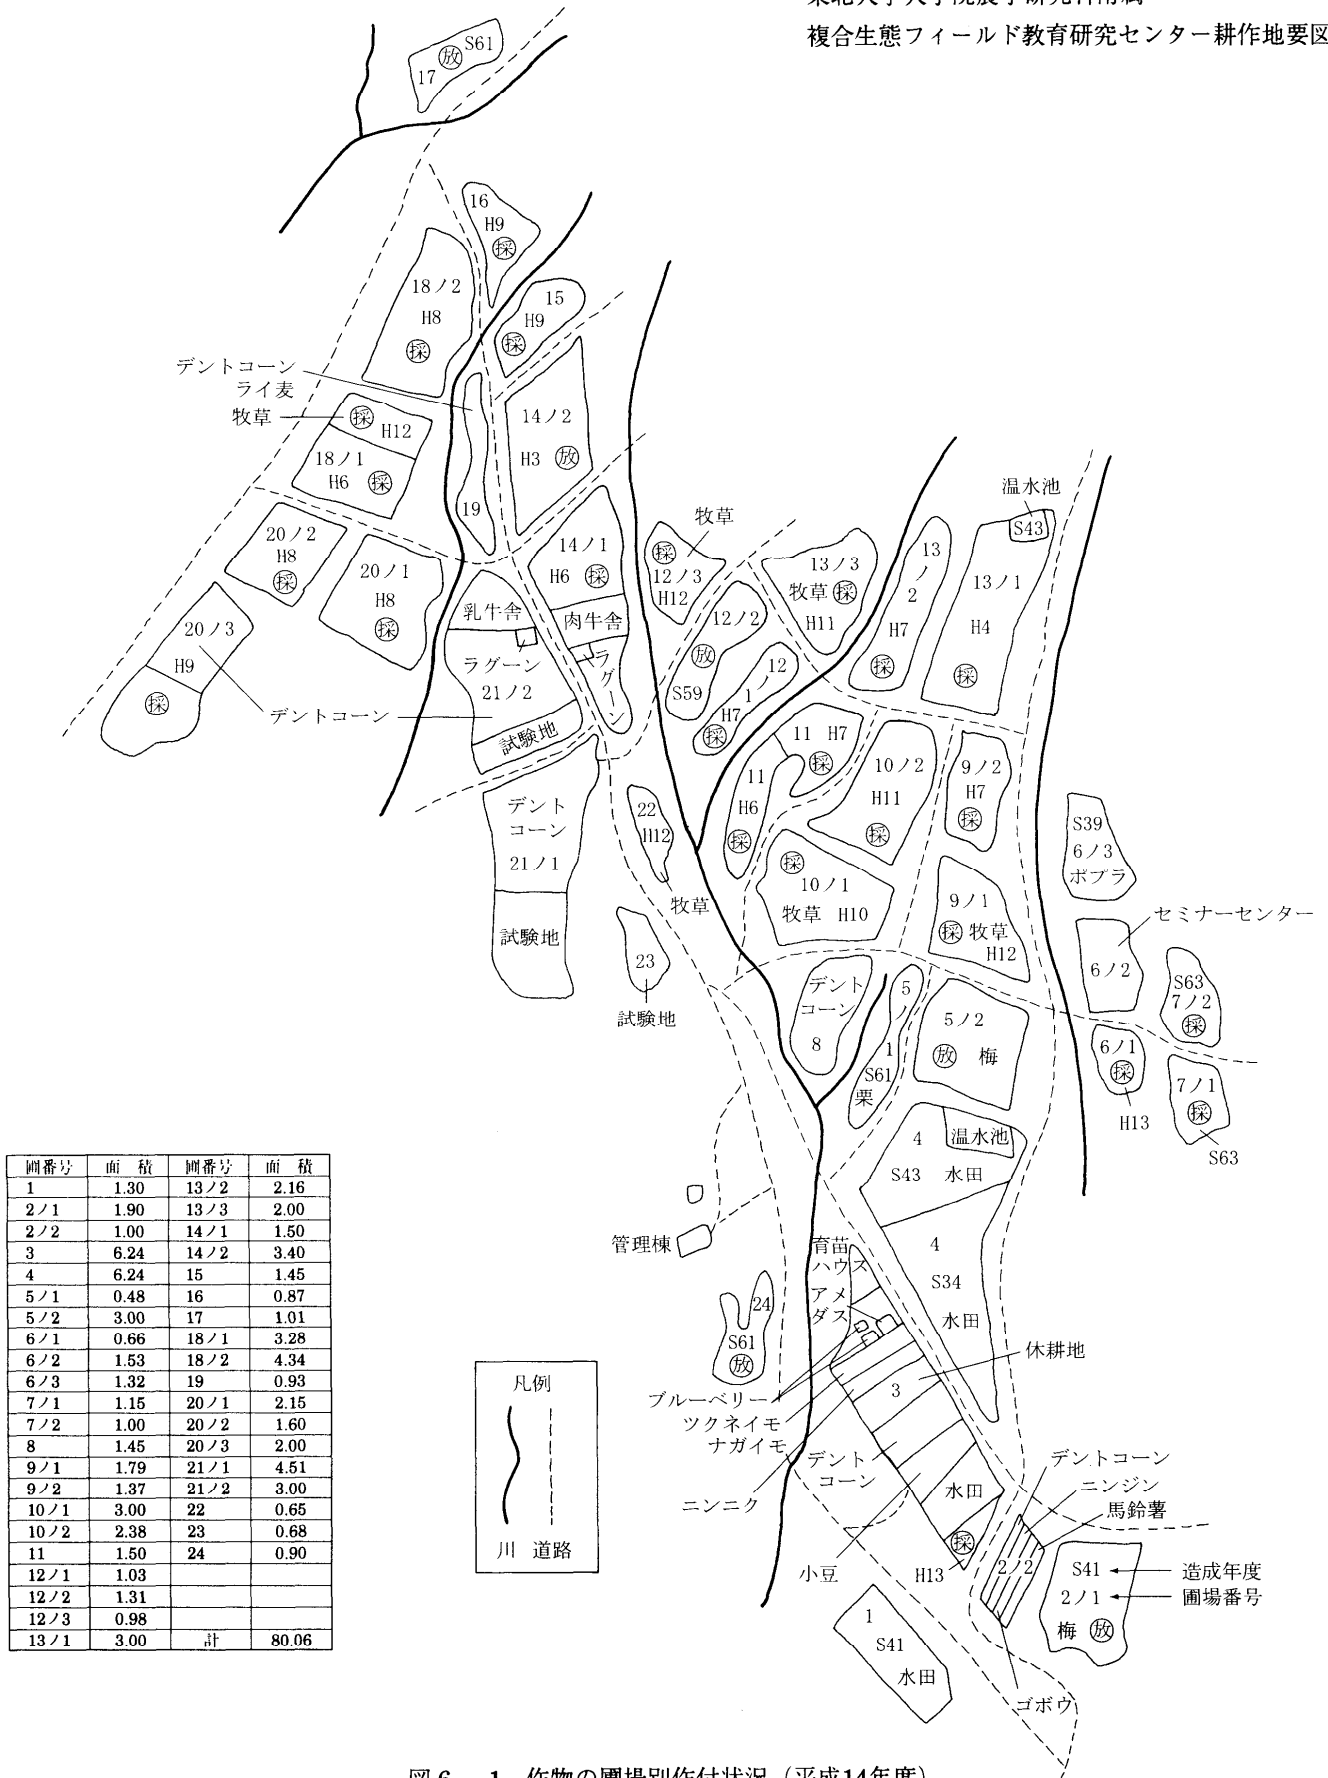 複合生態フィールド教育研究センター耕作地要図
S61
放
17
16
H9
採
18ノ2
H8
採
15
H9
採
デントコーン
ライ麦
牧草
採
H12
18ノ1
H6 採
14ノ2
H3 放
19
20ノ2
H8
採
20ノ1
H8
採
20ノ3
H9
採
デントコーン
14ノ1
H6 採
乳牛舎
肉牛舎
ラグーン
ラグーン
21ノ2
試験地
デント
コーン
21ノ1
試験地
牧草
採
12ノ3
H12
12ノ2
放
S59
12
ノ
1
H7
採
13ノ3
牧草 採
H11
13
ノ
2
H7
採
温水池
S43
13ノ1
H4
採
11 H7
採
11
H6
採
10ノ2
H11
採
9ノ2
H7
採
採
10ノ1
牧草 H10
9ノ1
採 牧草
H12
22
H12
牧草
23
試験地
S39
6ノ3
ポプラ
セミナーセンター
6ノ2
S63
7ノ2
採
6ノ1
採
H13
7ノ1
採
S63
デント
コーン
8
5
ノ
1
S61
栗
5ノ2
放 梅
4
温水池
S43 水田
4
S34
水田
管理棟
24
S61
放
育苗
ハウス
アメ
ダス
ブルーベリー
ツクネイモ
ナガイモ
ニンニク
3
休耕地
デント
コーン
小豆
水田
採
H13
デントコーン
ニンジン
馬鈴薯
2ノ2
ゴボウ
S41 造成年度
2ノ1 圃場番号
梅 放
1
S41
水田
凡例
川 道路
圃番号 面 積 圃番号 面 積
1 1.30 13ノ2 2.16
2ノ1 1.90 13ノ3 2.00
2ノ2 1.00 14ノ1 1.50
3 6.24 14ノ2 3.40
4 6.24 15 1.45
5ノ1 0.48 16 0.87
5ノ2 3.00 17 1.01
6ノ1 0.66 18ノ1 3.28
6ノ2 1.53 18ノ2 4.34
6ノ3 1.32 19 0.93
7ノ1 1.15 20ノ1 2.15
7ノ2 1.00 20ノ2 1.60
8 1.45 20ノ3 2.00
9ノ1 1.79 21ノ1 4.51
9ノ2 1.37 21ノ2 3.00
10ノ1 3.00 22 0.65
10ノ2 2.38 23 0.68
11 1.50 24 0.90
12ノ1 1.03
12ノ2 1.31
12ノ3 0.98
13ノ1 3.00 計 80.06
図6－1 作物の圃場別作付状況（平成14年度）